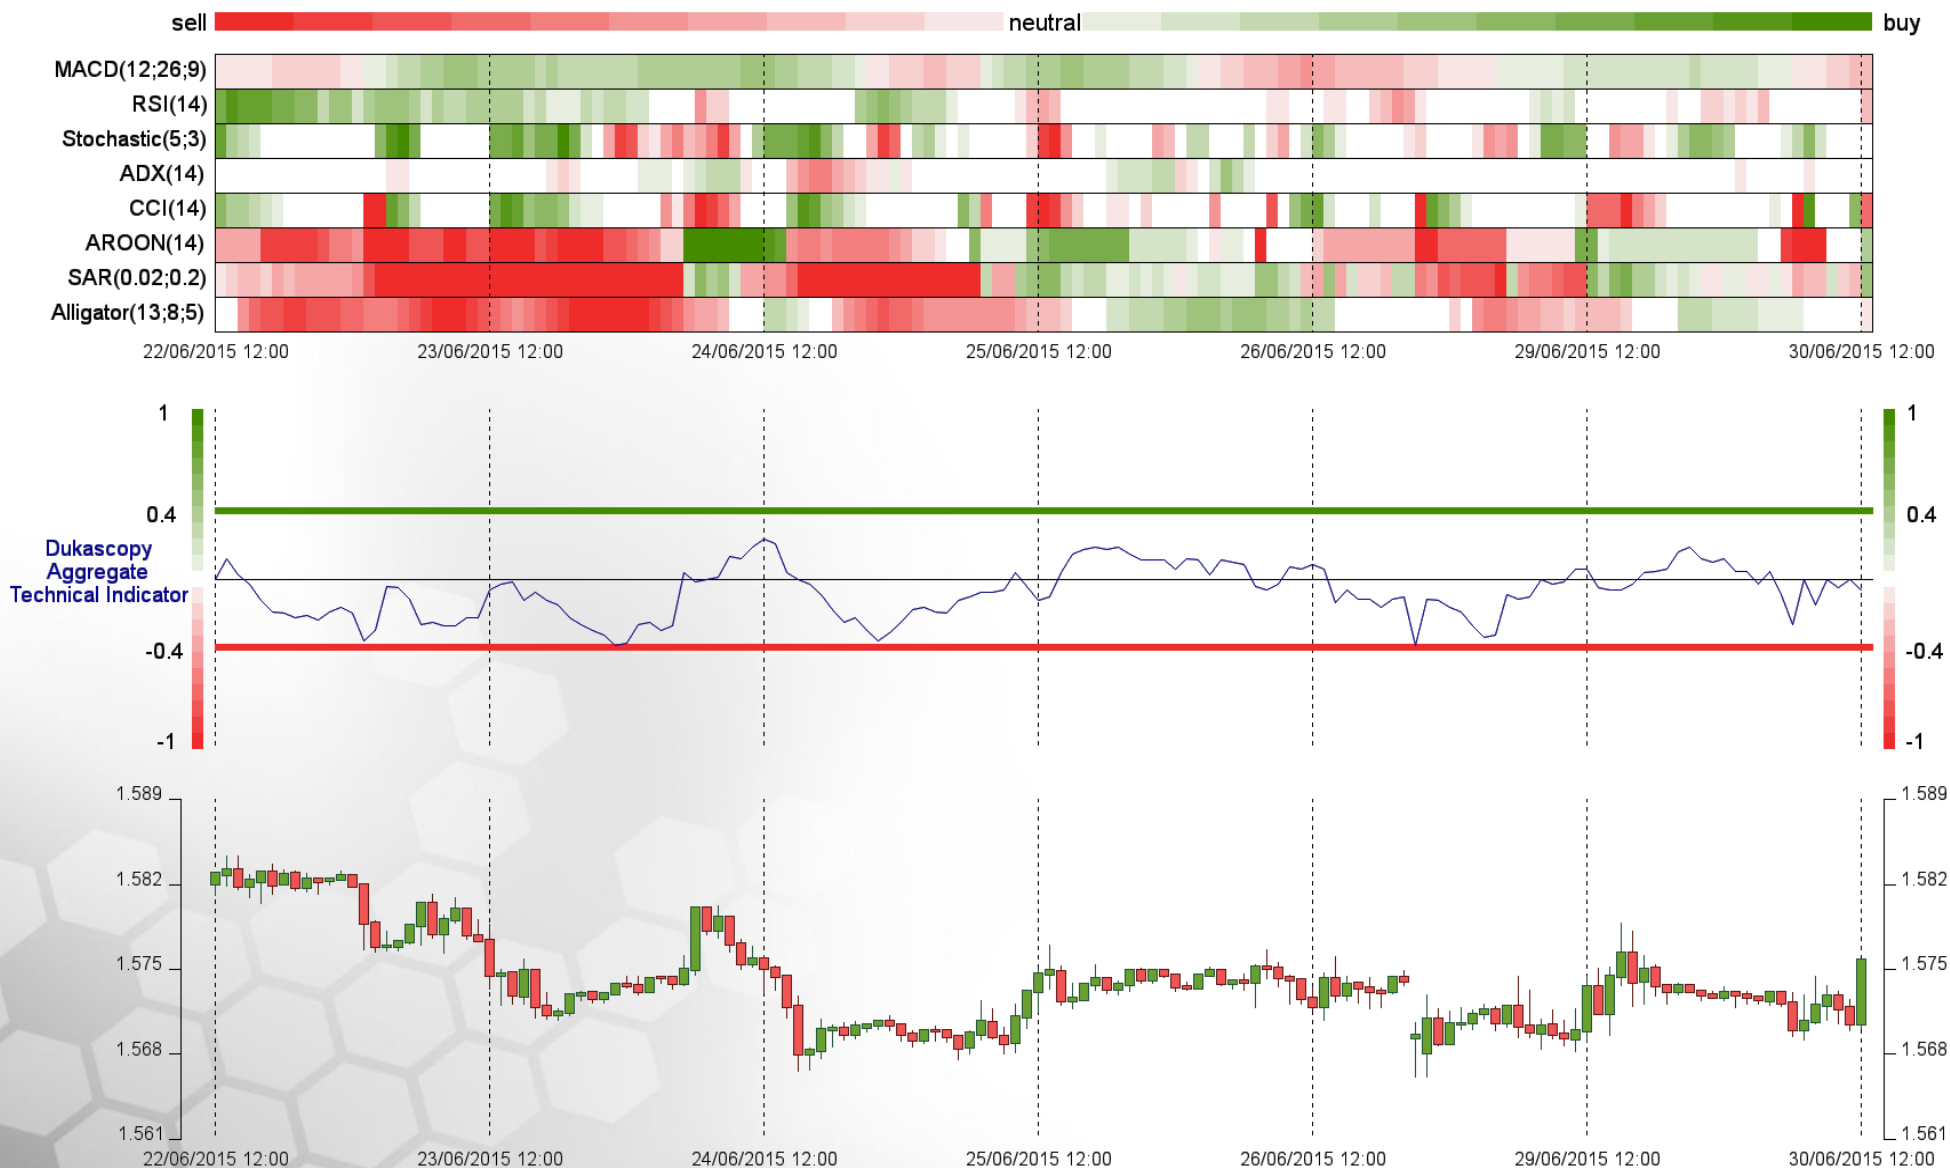 sell neutral buy
MACD(12;26;9)
RSI(14)
Stochastic(5;3)
ADX(14)
CCI(14)
AROON(14)
SAR(0.02;0.2)
Alligator(13;8;5)
22/06/2015 12:00 23/06/2015 12:00 24/06/2015 12:00 25/06/2015 12:00 26/06/2015 12:00 29/06/2015 12:00 30/06/2015 12:00
1 1
0.4 0.4
Dukascopy
Aggregate
Technical Indicator
-0.4 -0.4
-1 -1
1.589 1.589
1.582 1.582
1.575 1.575
1.568 1.568
1.561 1.561
22/06/2015 12:00 23/06/2015 12:00 24/06/2015 12:00 25/06/2015 12:00 26/06/2015 12:00 29/06/2015 12:00 30/06/2015 12:00